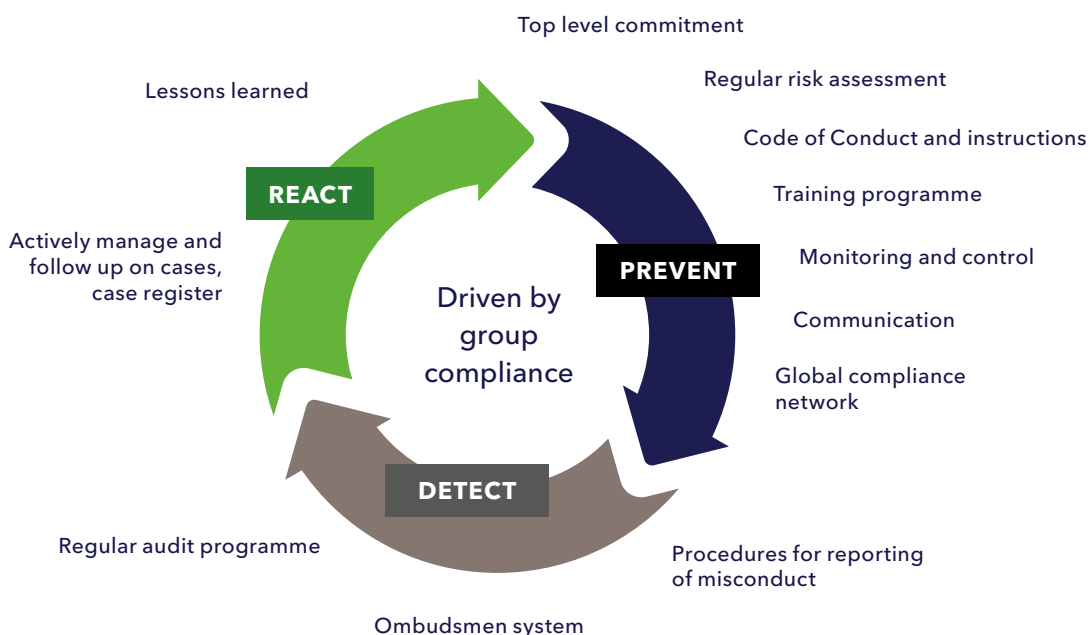 Top level commitment
Regular risk assessment
Lessons learned
Code of Conduct and instructions
REACT
Training programme
Actively manage and
follow up on cases,
case register
PREVENT
Monitoring and control
Driven by
group
compliance
Communication
Global compliance
network
DETECT
Regular audit programme
Procedures for reporting
of misconduct
Ombudsmen system